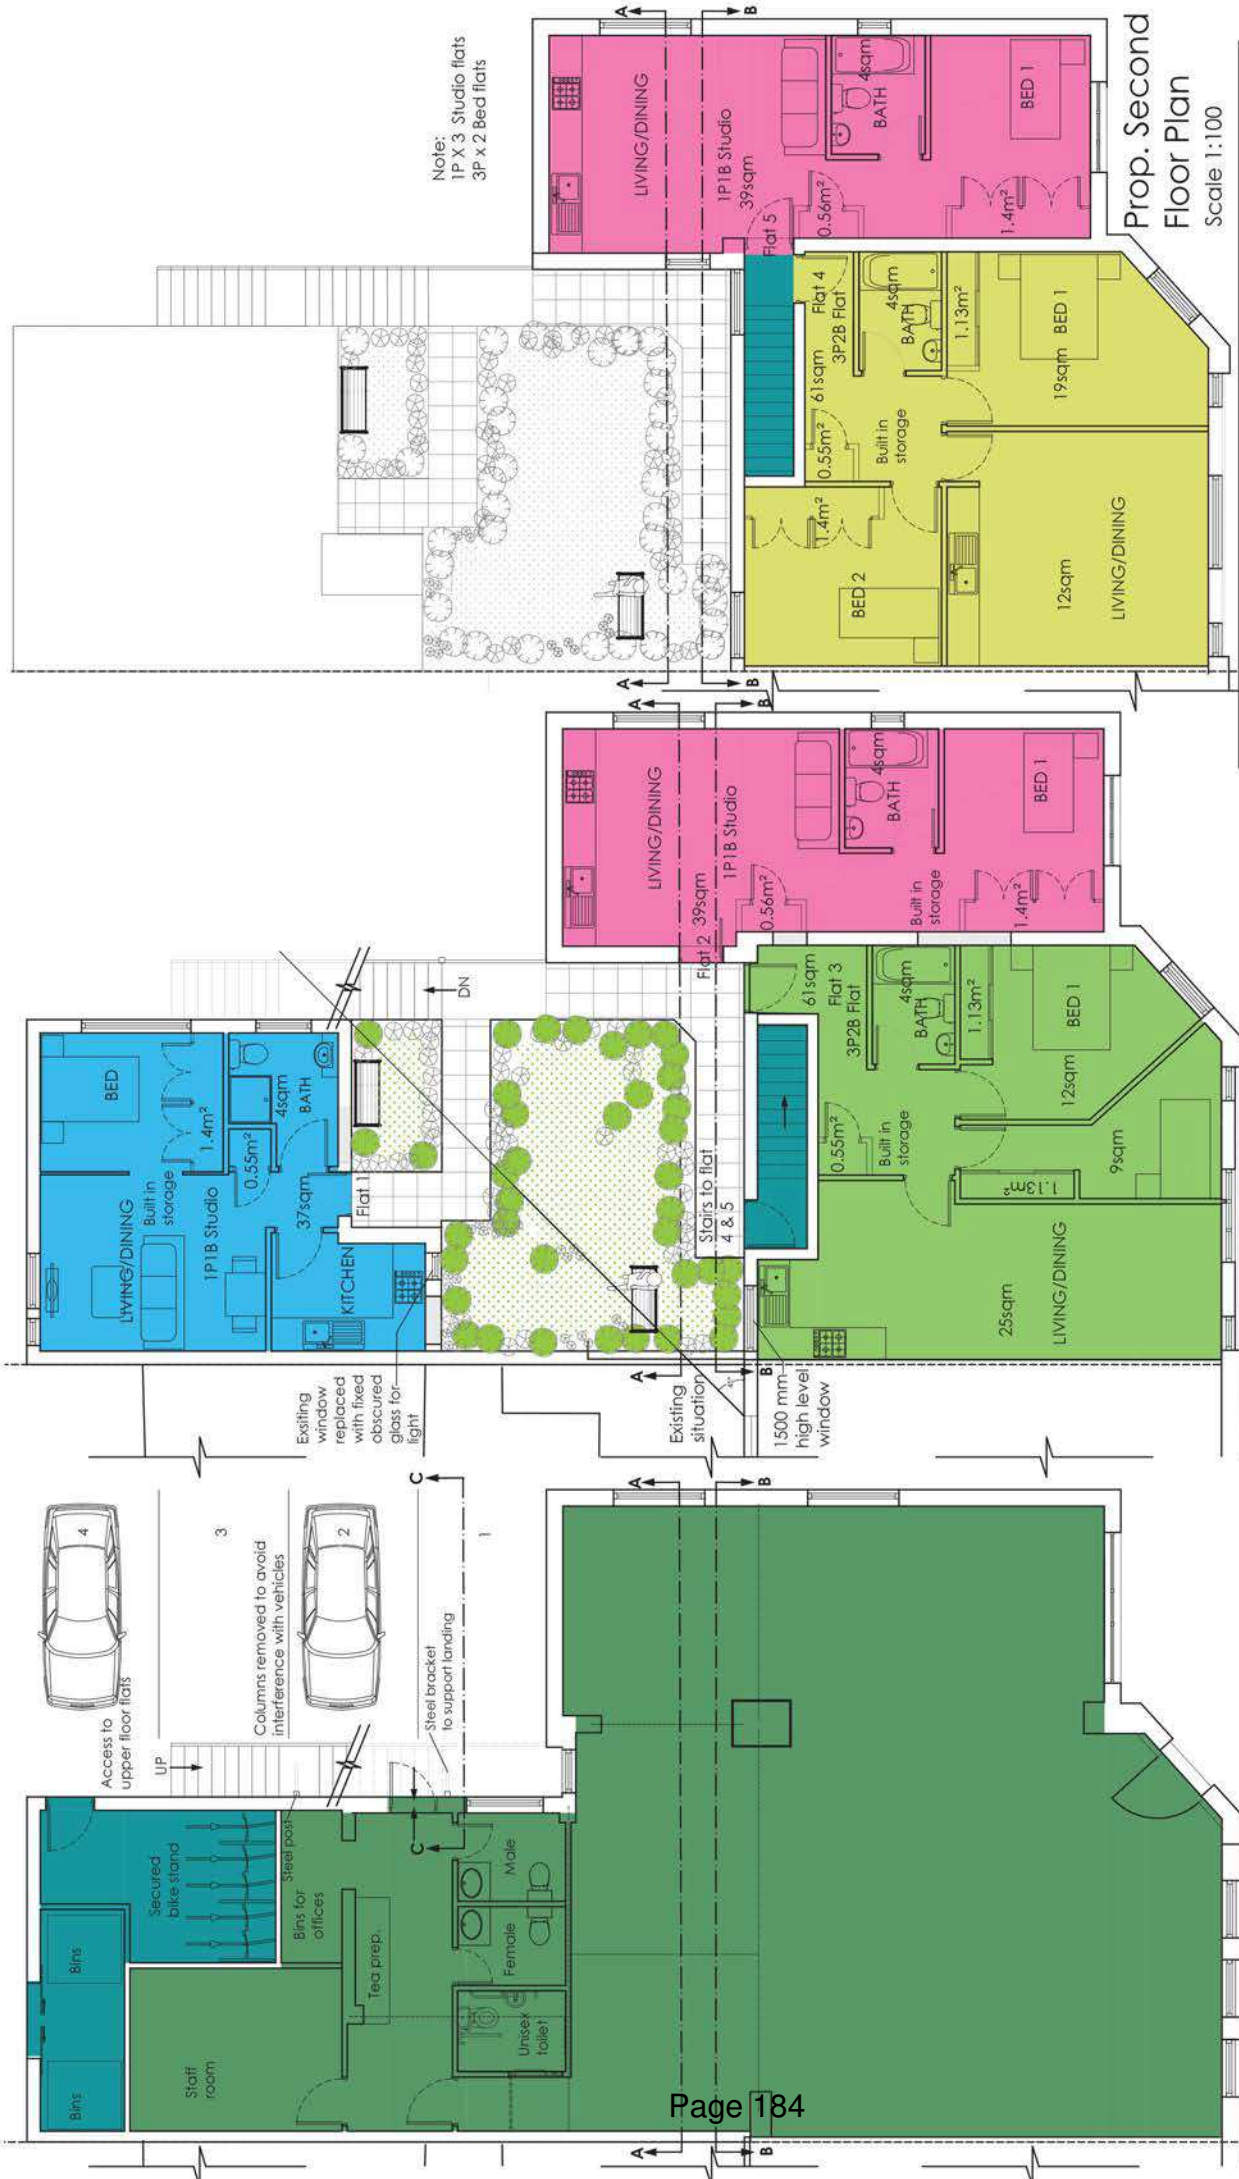 Note:
1P X 3 Studio flats
3P x 2 Bed flats
A
B
LIVING/DINING
1P1B Studio
39sqm
4sqm
BATH
BED 1
Flat 5
0.56m²
1.4m²
Flat 4
3P2B Flat
61sqm
0.55m²
4sqm
BATH
1.13m²
Built in
storage
1.4m²
BED 2
19sqm
BED 1
12sqm
LIVING/DINING
A
B
Prop. Second
Floor Plan
Scale 1:100
A
B
LIVING/DINING
1P1B Studio
Flat 2 39sqm
0.56m²
4sqm
BATH
Built in
storage
1.4m²
BED 1
DN
BED
1.4m²
4sqm
BATH
0.55m²
Built in
storage
LIVING/DINING
1P1B Studio
37sqm
Flat 1
KITCHEN
Stairs to flat
4 & 5
61sqm
Flat 3
3P2B Flat
4sqm
BATH
1.13m²
BED 1
12sqm
0.55m²
Built in
storage
9sqm
1.13m²
25sqm
LIVING/DINING
Exsiting
window
replaced
with fixed
obscured
glass for
light
Existing
situation
1500 mm
high level
window
A
B
4
3
2
1
C
A
B
Access to
upper floor flats
UP
Columns removed to avoid
interference with vehicles
Steel bracket
to support landing
Steel post
Secured
bike stand
Bins
Bins
Bins for
offices
Tea prep.
Staff
room
Male
Female
Unisex
toilet
C
C
A
B
Page 184